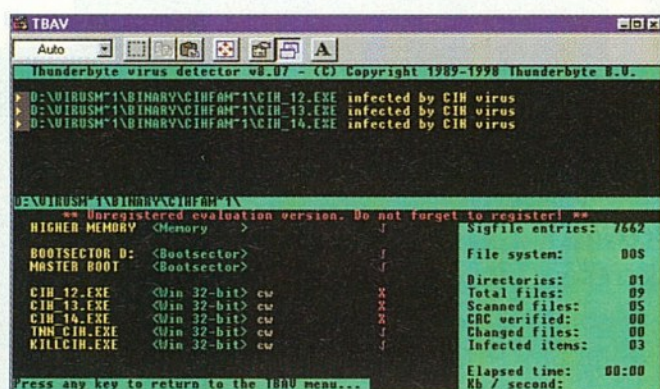 TBAV
Auto
A
Thunderbyte virus detector v8.07 - (C) Copyright 1989-1998 Thunderbyte B.V.
D:\VIRUSM~1\BINARY\CIHFAM~1\CIH_12.EXE infected by CIH virus
D:\VIRUSM~1\BINARY\CIHFAM~1\CIH_13.EXE infected by CIH virus
D:\VIRUSM~1\BINARY\CIHFAM~1\CIH_14.EXE infected by CIH virus
D:\VIRUSM~1\BINARY\CIHFAM~1\
** Unregistered evaluation version. Do not forget to register! **
HIGHER MEMORY <Memory > √
BOOTSECTOR D: <Bootsector> √
MASTER BOOT <Bootsector> √
CIH_12.EXE <Win 32-bit> cw X
CIH_13.EXE <Win 32-bit> cw X
CIH_14.EXE <Win 32-bit> cw X
TNN_CIH.EXE <Win 32-bit> cw √
KILLCIH.EXE <Win 32-bit> cw √
Sigfile entries: 7662
File system: DOS
Directories: 01
Total files: 09
Scanned files: 05
CRC verified: 00
Changed files: 00
Infected items: 03
Elapsed time: 00:00
Kb / second:
Press any key to return to the TBAV menu...